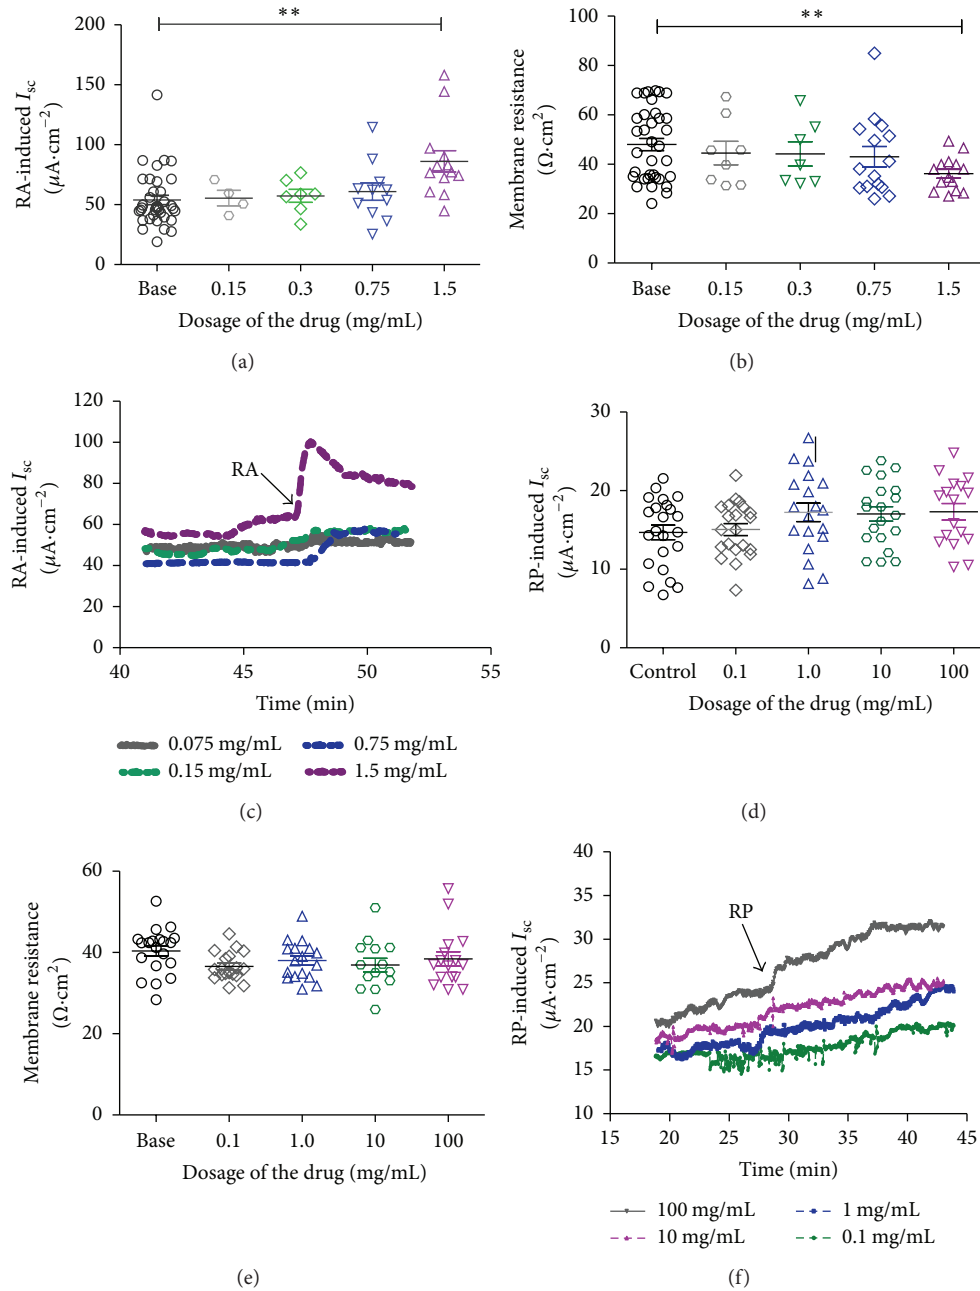 200
150
100
50
0
RA-induced Isc
(μA·cm−2)
**
Base 0.15 0.3 0.75 1.5
Dosage of the drug (mg/mL)
(a)
100
80
60
40
20
0
Membrane resistance
(Ω·cm2)
**
Base 0.15 0.3 0.75 1.5
Dosage of the drug (mg/mL)
(b)
120
100
80
60
40
20
0
RA-induced Isc
(μA·cm−2)
RA
40 45 50 55
Time (min)
0.075 mg/mL 0.75 mg/mL
0.15 mg/mL 1.5 mg/mL
(c)
30
20
10
0
RP-induced Isc
(μA·cm−2)
Control 0.1 1.0 10 100
Dosage of the drug (mg/mL)
(d)
60
40
20
0
Membrane resistance
(Ω·cm2)
Base 0.1 1.0 10 100
Dosage of the drug (mg/mL)
(e)
40
35
30
25
20
15
10
RP-induced Isc
(μA·cm−2)
RP
15 20 25 30 35 40 45
Time (min)
100 mg/mL 1 mg/mL
10 mg/mL 0.1 mg/mL
(f)